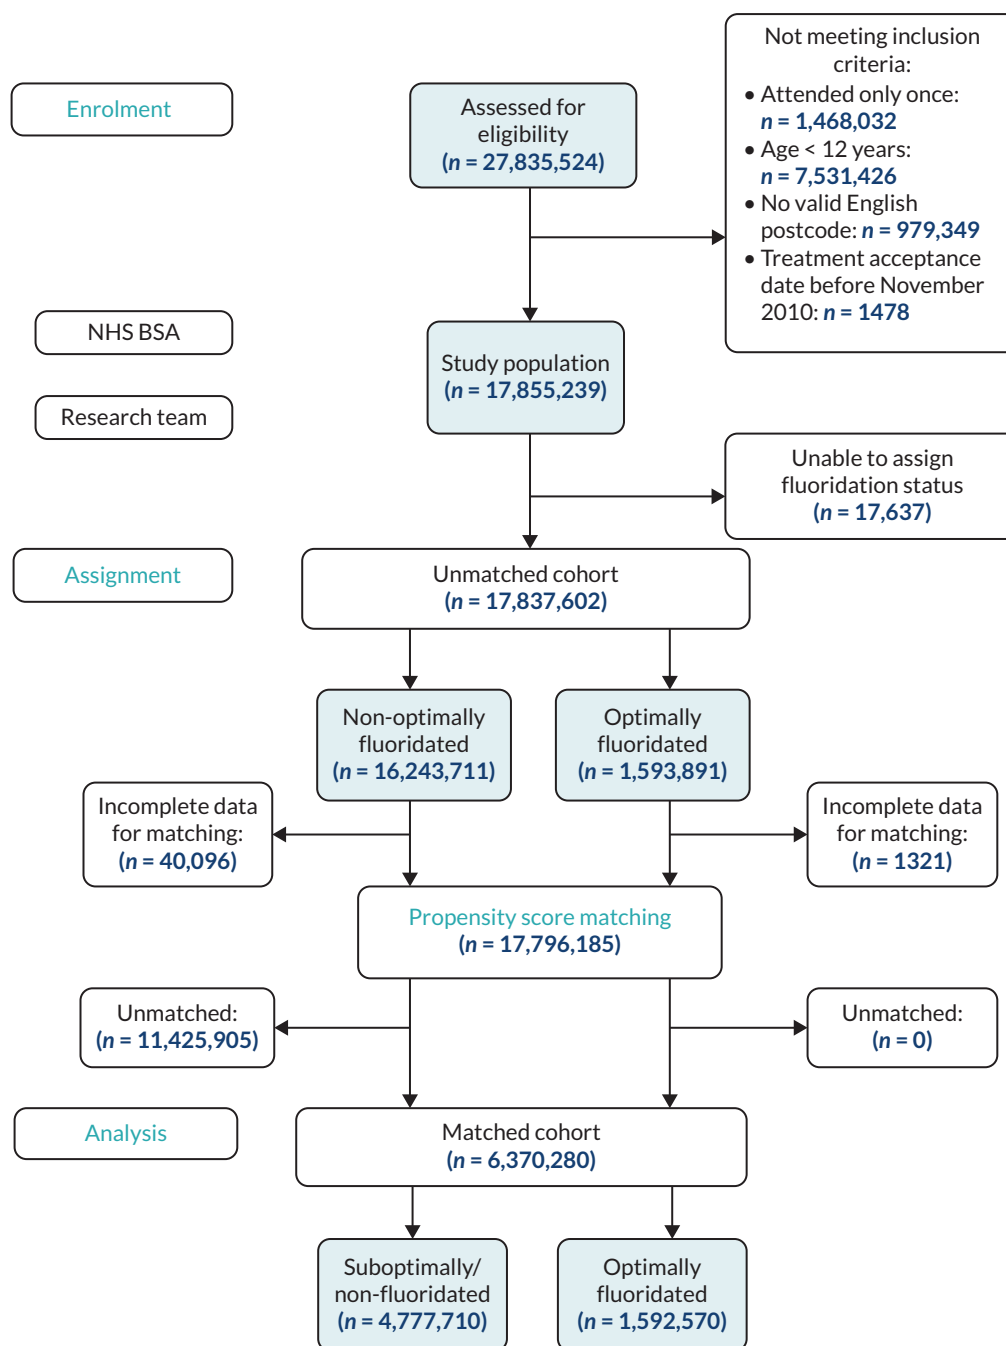 Enrolment
Assessed for
eligibility
(n = 27,835,524)
Not meeting inclusion
criteria:
• Attended only once:
n = 1,468,032
• Age < 12 years:
n = 7,531,426
• No valid English
postcode: n = 979,349
• Treatment acceptance
date before November
2010: n = 1478
NHS BSA
Study population
(n = 17,855,239)
Research team
Unable to assign
fluoridation status
(n = 17,637)
Assignment
Unmatched cohort
(n = 17,837,602)
Non-optimally
fluoridated
(n = 16,243,711)
Optimally
fluoridated
(n = 1,593,891)
Incomplete data
for matching:
(n = 40,096)
Incomplete data
for matching:
(n = 1321)
Propensity score matching
(n = 17,796,185)
Unmatched:
(n = 11,425,905)
Unmatched:
(n = 0)
Analysis
Matched cohort
(n = 6,370,280)
Suboptimally/
non-fluoridated
(n = 4,777,710)
Optimally
fluoridated
(n = 1,592,570)